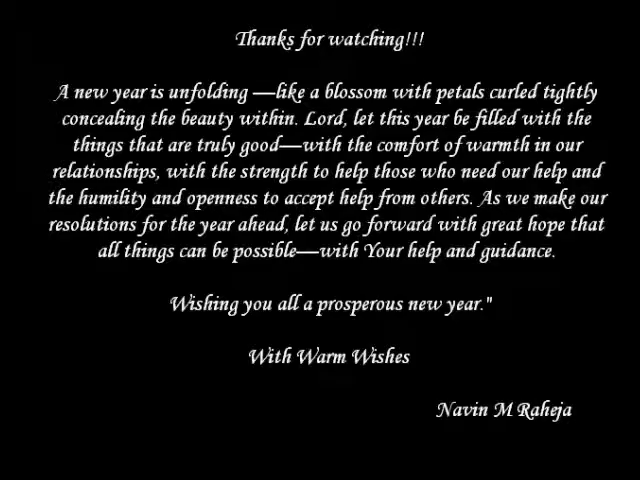 Thanks for watching!!!
A new year is unfolding —like a blossom with petals curled tightly
concealing the beauty within. Lord, let this year be filled with the
things that are truly good—with the comfort of warmth in our
relationships, with the strength to help those who need our help and
the humility and openness to accept help from others. As we make our
resolutions for the year ahead, let us go forward with great hope that
all things can be possible—with Your help and guidance.
Wishing you all a prosperous new year."
With Warm Wishes
Navin M Raheja